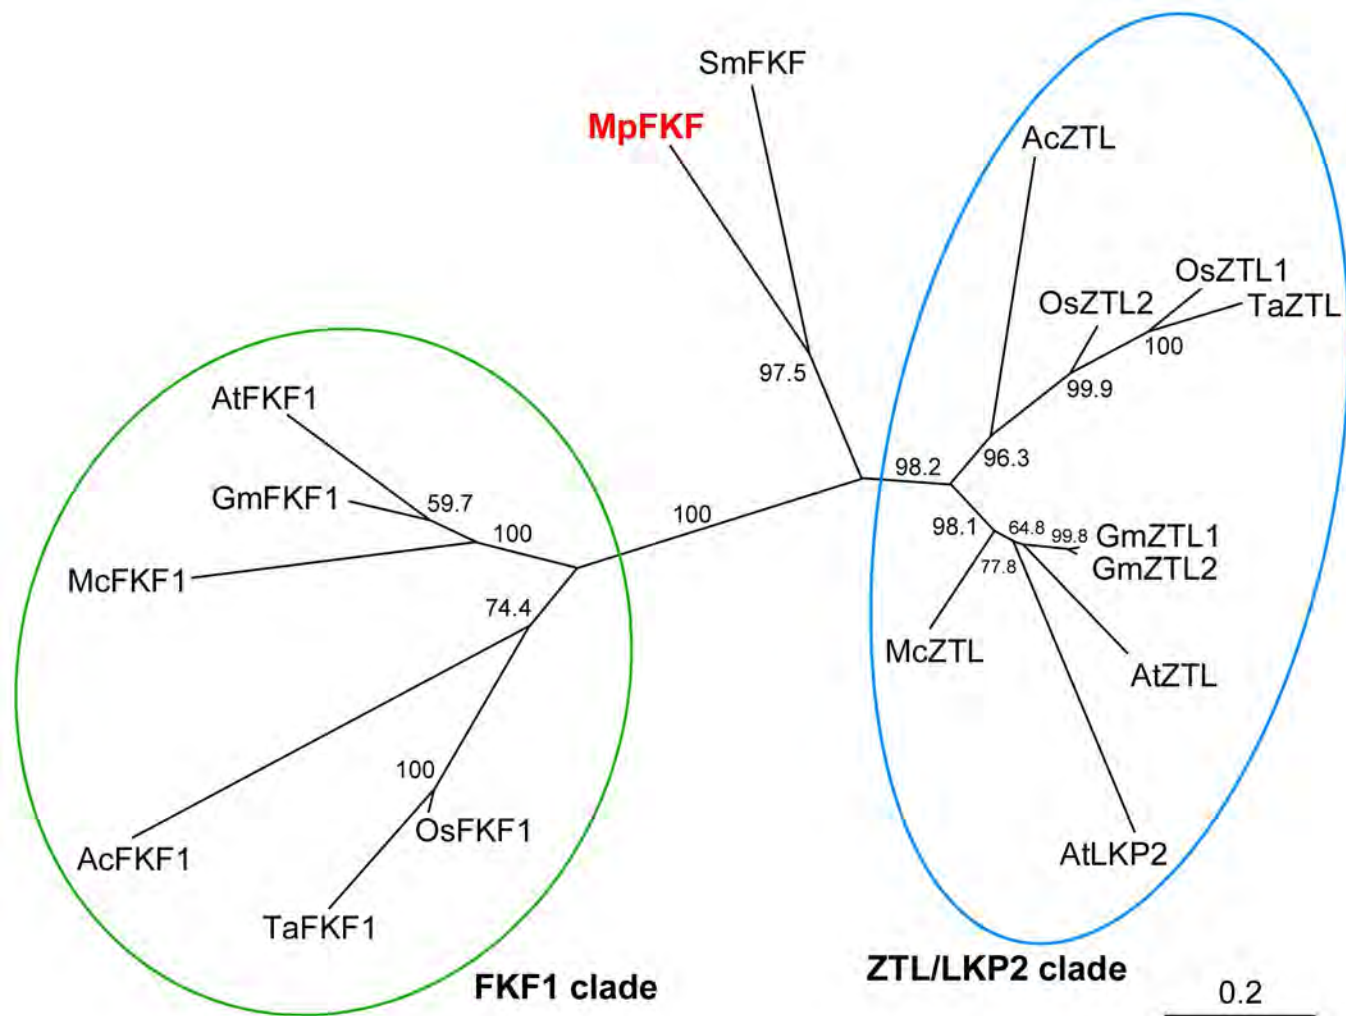 SmFKF
MpFKF
AcZTL
OsZTL1
OsZTL2
TaZTL
100
97.5
99.9
AtFKF1
98.2
96.3
GmFKF1
59.7
100
100
98.1
64.8
99.8
GmZTL1
77.8
GmZTL2
McFKF1
74.4
McZTL
AtZTL
100
OsFKF1
AcFKF1
AtLKP2
TaFKF1
FKF1 clade
ZTL/LKP2 clade
0.2